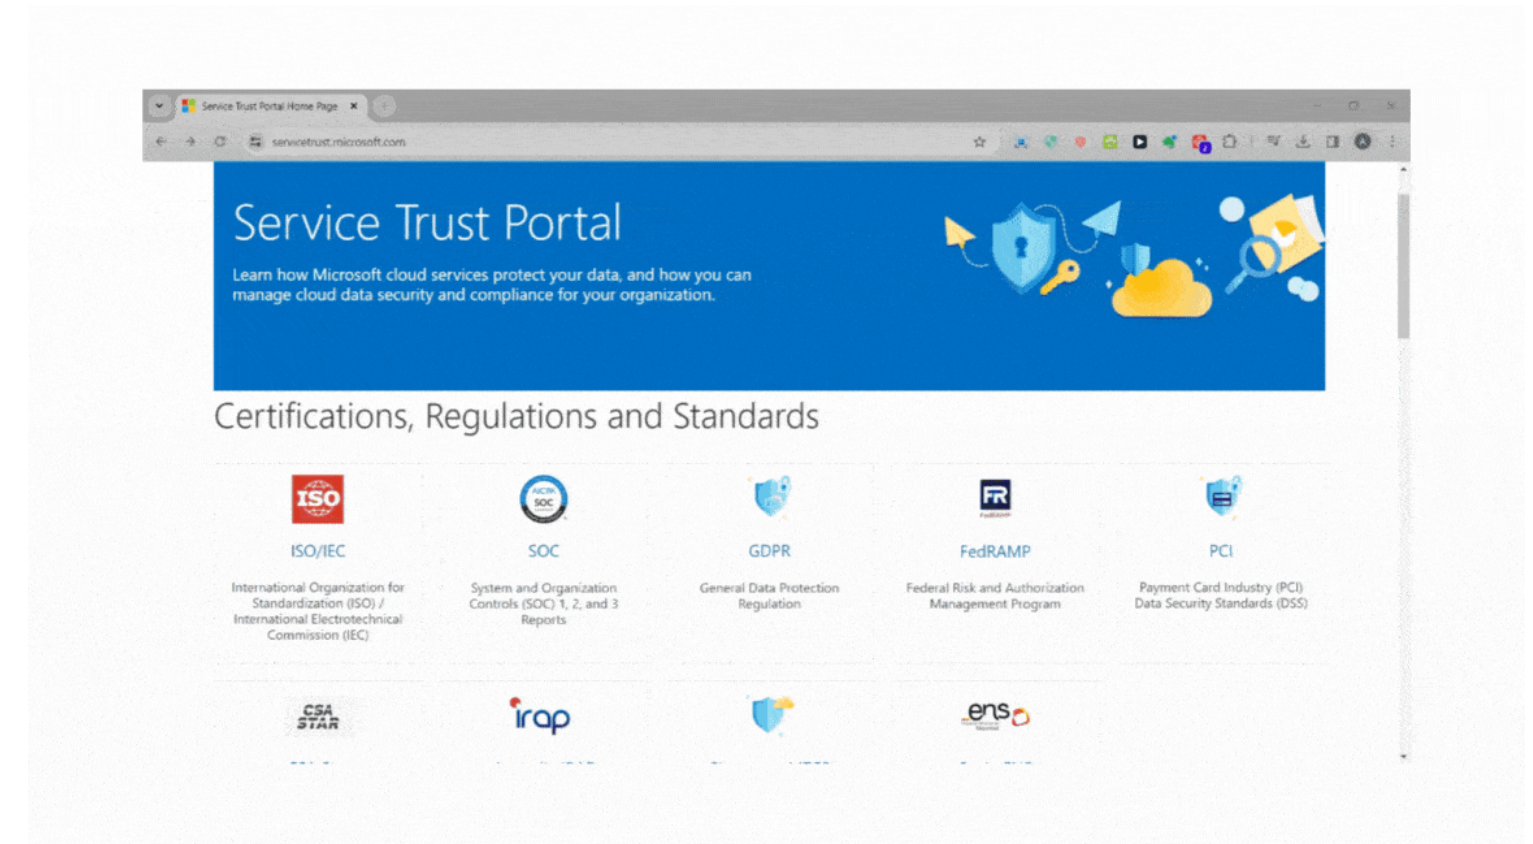 Service Trust Portal Home Page
servicetrust.microsoft.com
Service Trust Portal
Learn how Microsoft cloud services protect your data, and how you can
manage cloud data security and compliance for your organization.
Certifications, Regulations and Standards
ISO
AICPA
SOC
FR
FedRAMP
ISO/IEC
SOC
GDPR
FedRAMP
PCI
International Organization for
Standardization (ISO) /
International Electrotechnical
Commission (IEC)
System and Organization
Controls (SOC) 1, 2, and 3
Reports
General Data Protection
Regulation
Federal Risk and Authorization
Management Program
Payment Card Industry (PCI)
Data Security Standards (DSS)
CSA
STAR
irap
ens